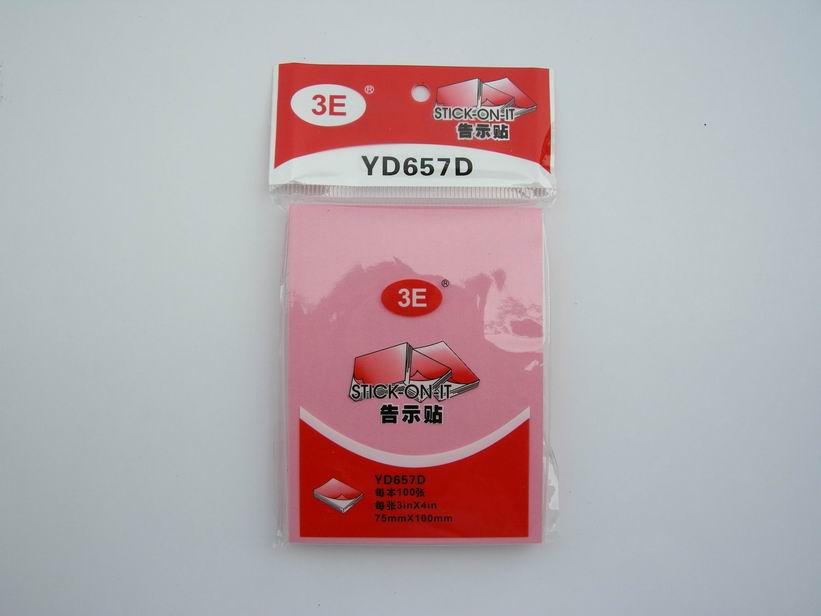 3E ®
STICK-ON-IT
告示贴
YD657D
3E ®
STICK-ON-IT
告示贴
YD657D
每本100张
每张3inX4in
75mmX100mm